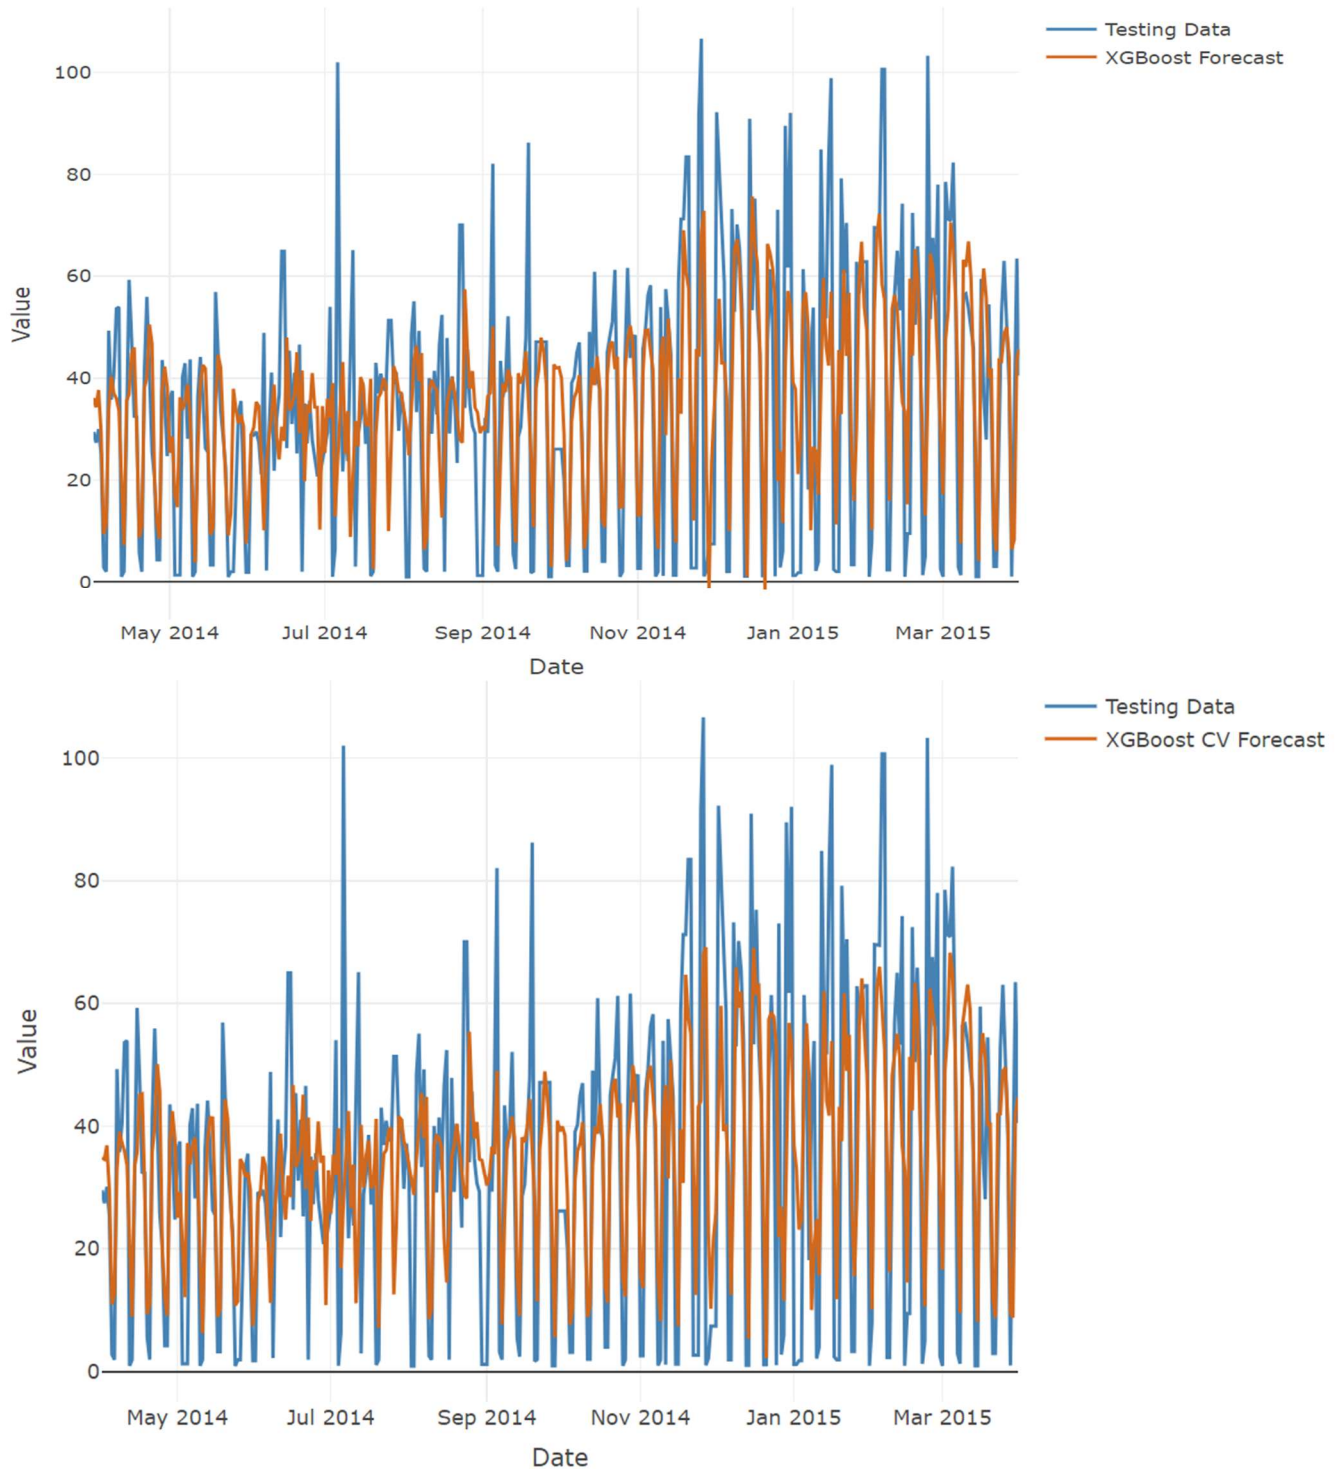 Testing Data
XGBoost Forecast
100
80
60
40
20
0
Value
May 2014 Jul 2014 Sep 2014 Nov 2014 Jan 2015 Mar 2015
Date
Testing Data
XGBoost CV Forecast
100
80
60
40
20
0
Value
May 2014 Jul 2014 Sep 2014 Nov 2014 Jan 2015 Mar 2015
Date